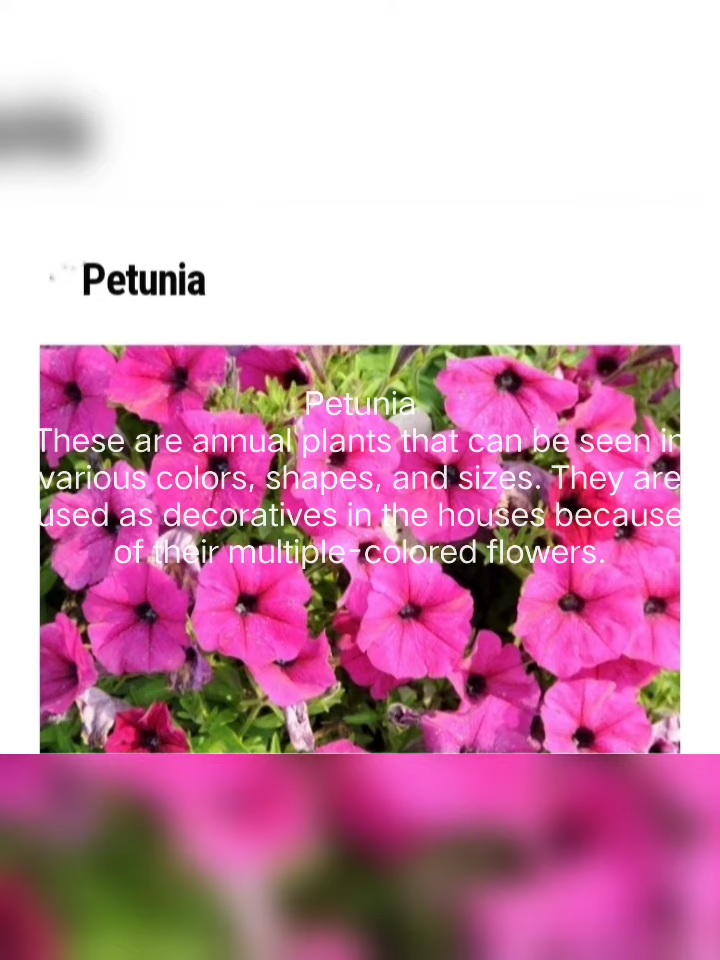 Petunia
Petunia
These are annual plants that can be seen in
various colors, shapes, and sizes. They are
used as decoratives in the houses because
of their multiple-colored flowers.